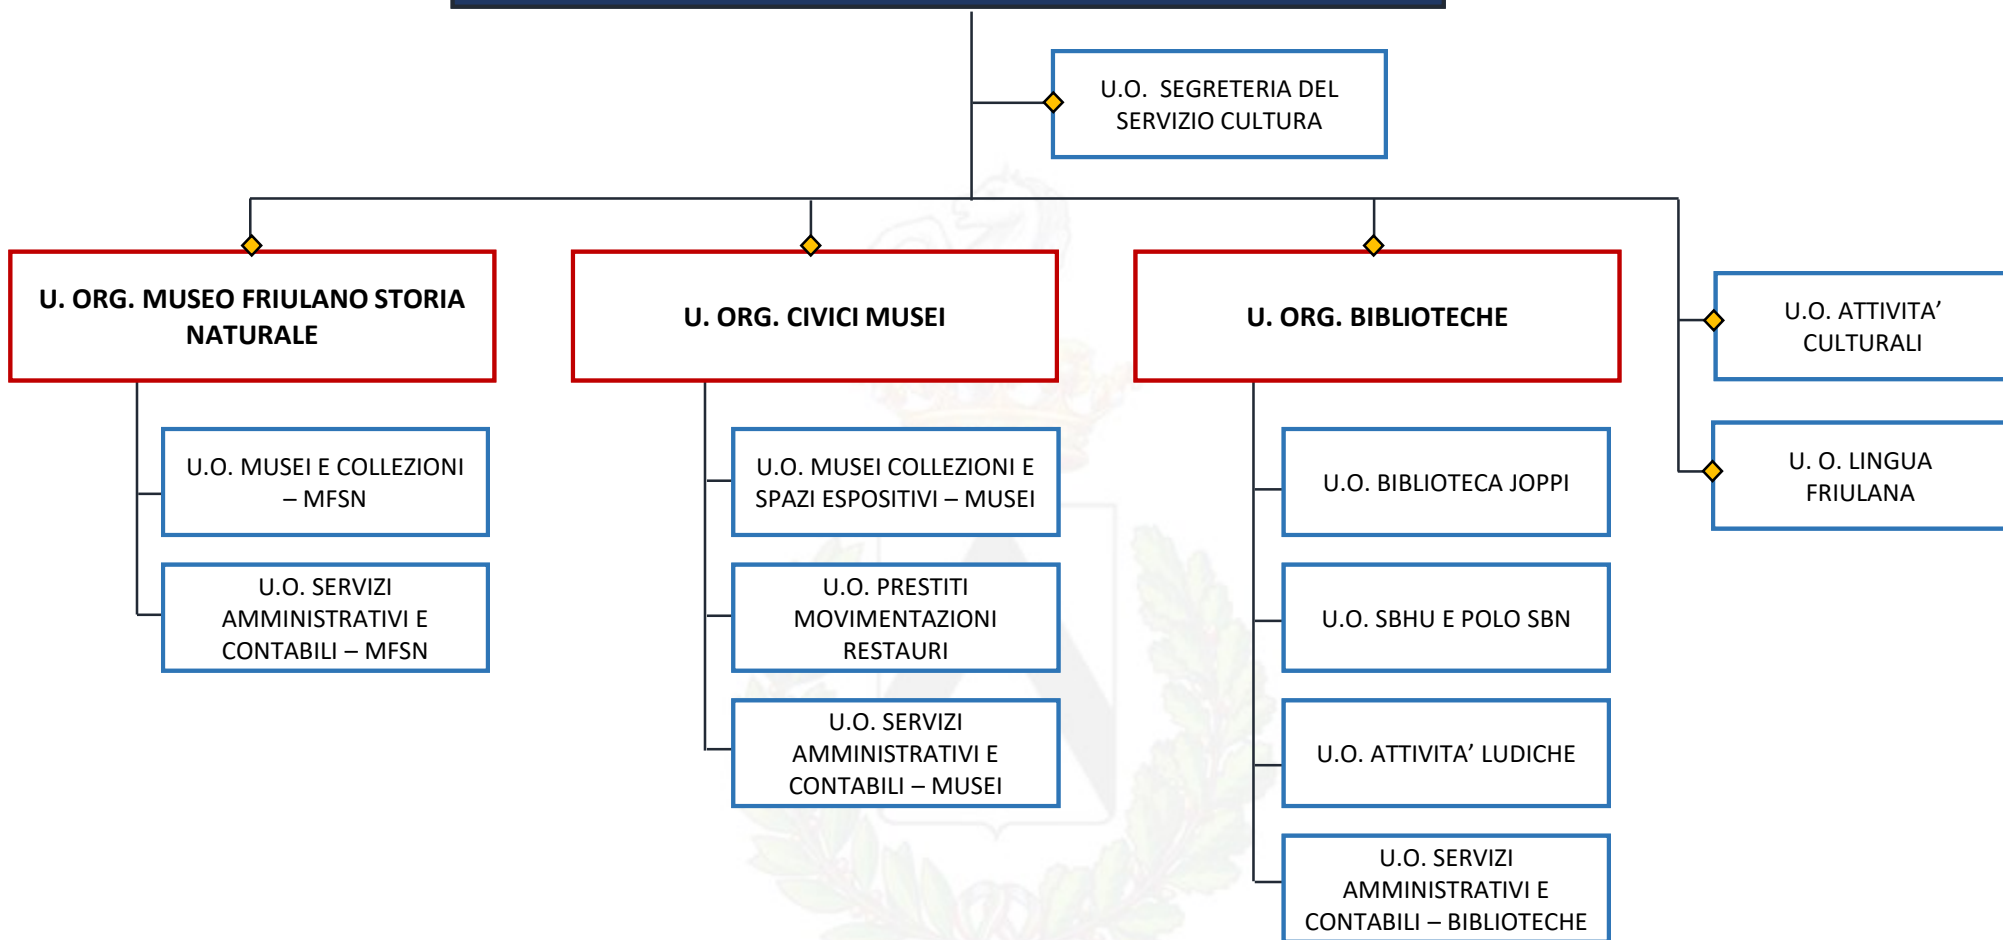 U.O. SEGRETERIA DEL
SERVIZIO CULTURA
U. ORG. MUSEO FRIULANO STORIA
NATURALE
U. ORG. CIVICI MUSEI
U. ORG. BIBLIOTECHE
U.O. ATTIVITA’
CULTURALI
U. O. LINGUA
FRIULANA
U.O. MUSEI E COLLEZIONI
– MFSN
U.O. SERVIZI
AMMINISTRATIVI E
CONTABILI – MFSN
U.O. MUSEI COLLEZIONI E
SPAZI ESPOSITIVI – MUSEI
U.O. PRESTITI
MOVIMENTAZIONI
RESTAURI
U.O. SERVIZI
AMMINISTRATIVI E
CONTABILI – MUSEI
U.O. BIBLIOTECA JOPPI
U.O. SBHU E POLO SBN
U.O. ATTIVITA’ LUDICHE
U.O. SERVIZI
AMMINISTRATIVI E
CONTABILI – BIBLIOTECHE